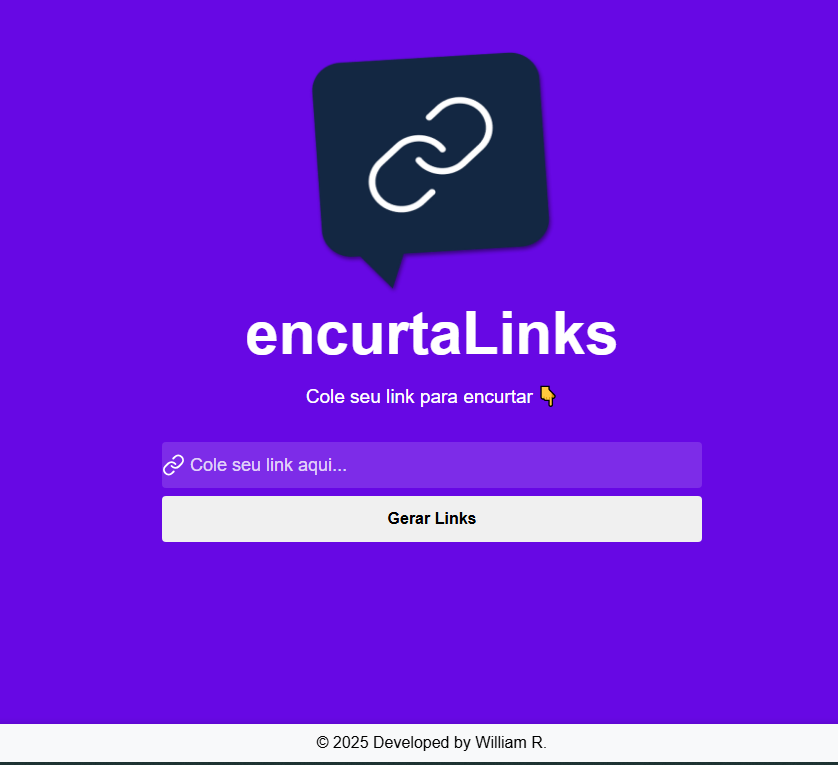 encurtaLinks
Cole seu link para encurtar 👇
Cole seu link aqui...
Gerar Links
© 2025 Developed by William R.